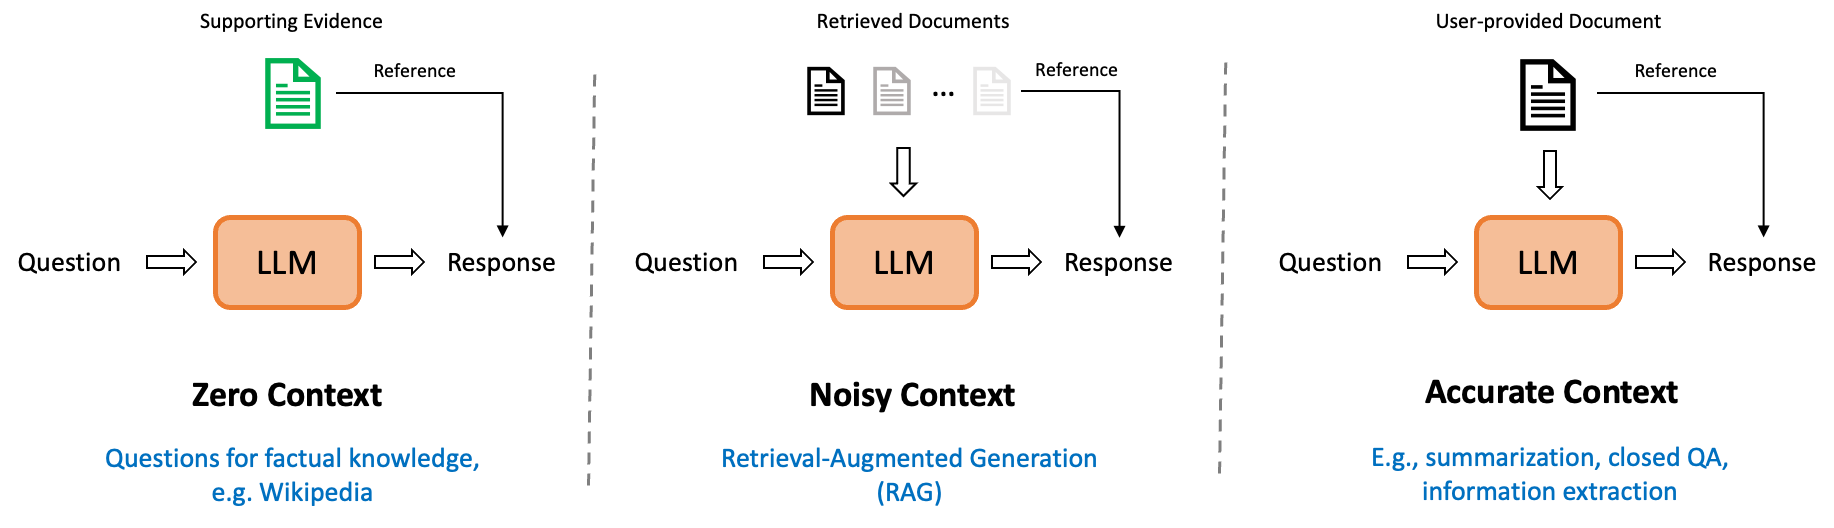 Supporting Evidence
Reference
Question
LLM
Response
Zero Context
Questions for factual knowledge,
e.g. Wikipedia
Retrieved Documents
...
Reference
Question
LLM
Response
Noisy Context
Retrieval-Augmented Generation
(RAG)
User-provided Document
Reference
Question
LLM
Response
Accurate Context
E.g., summarization, closed QA,
information extraction